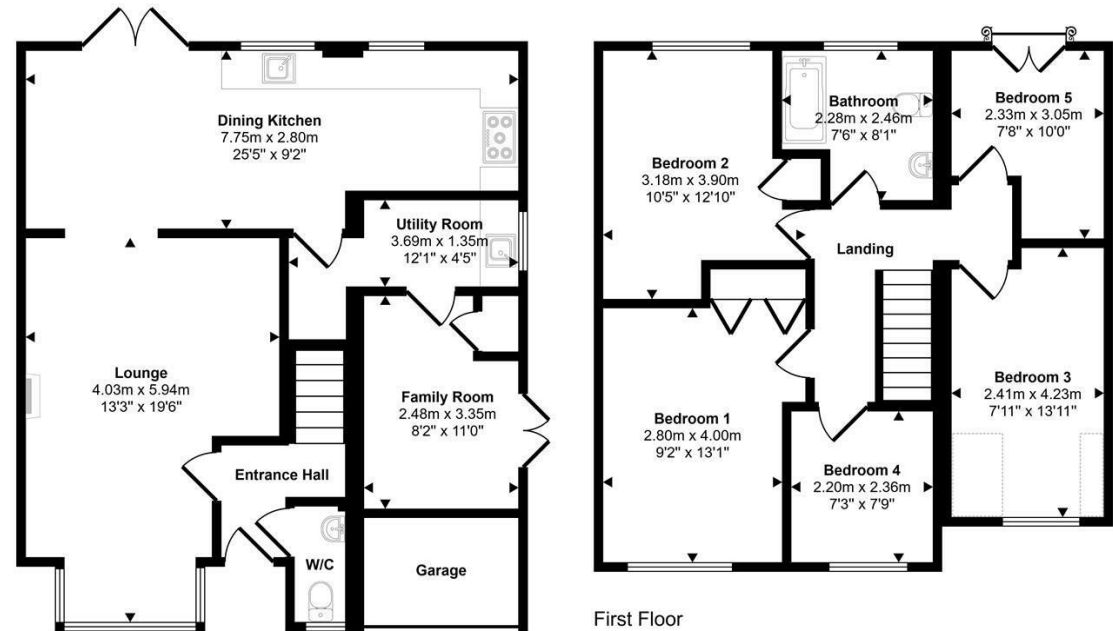 Dining Kitchen
7.75m x 2.80m
25'5" x 9'2"
Utility Room
3.69m x 1.35m
12'1" x 4'5"
Lounge
4.03m x 5.94m
13'3" x 19'6"
Family Room
2.48m x 3.35m
8'2" x 11'0"
Entrance Hall
W/C
Garage
Bedroom 2
3.18m x 3.90m
10'5" x 12'10"
Bathroom
2.28m x 2.46m
7'6" x 8'1"
Bedroom 5
2.33m x 3.05m
7'8" x 10'0"
Landing
Bedroom 1
2.80m x 4.00m
9'2" x 13'1"
Bedroom 3
2.41m x 4.23m
7'11" x 13'11"
Bedroom 4
2.20m x 2.36m
7'3" x 7'9"
First Floor